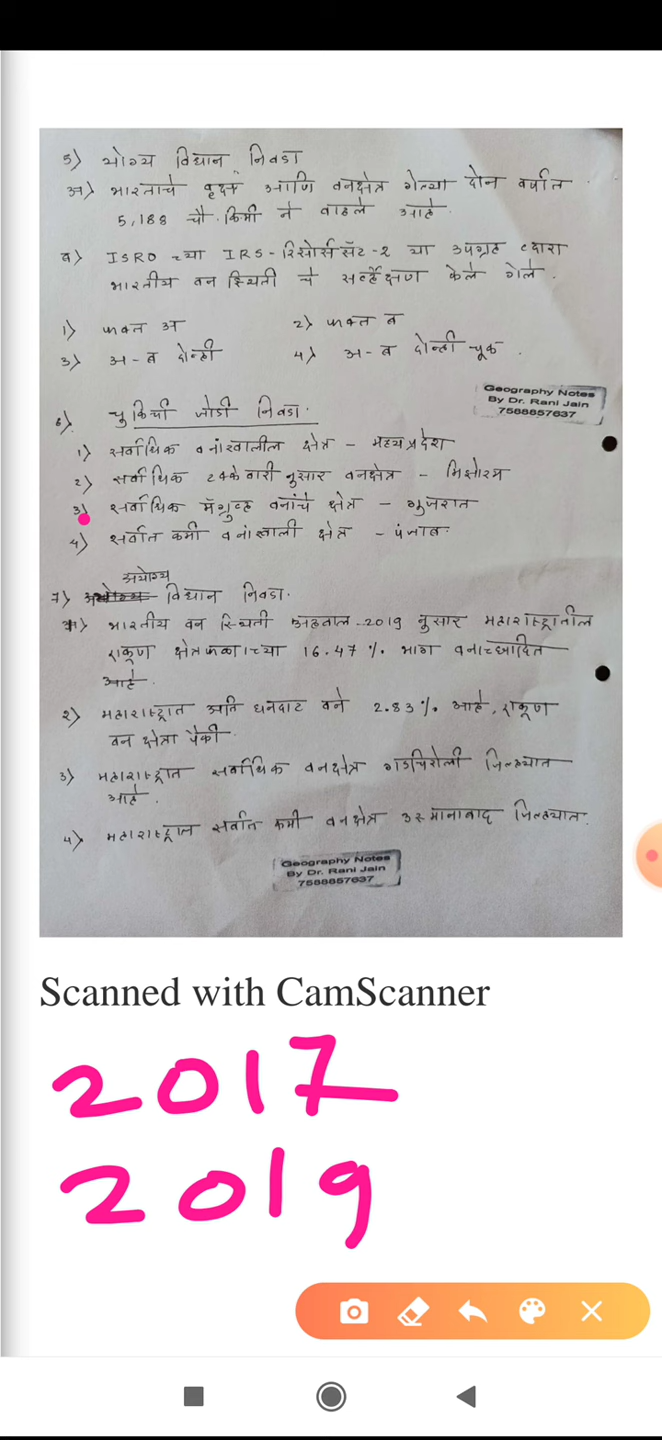 5) योग्य विधान निवडा
अ) भारताचे वृक्ष आणि वनक्षेत्र गेल्या दोन वर्षात
5,188 चौ. किमी ने वाढले आहे.
ब) ISRO च्या IRS - रिसोर्ससॅट - 2 या उपग्रह द्वारा
भारतीय वन स्थिती चे सर्व्हेक्षण केले गेले.
1) फक्त अ 2) फक्त ब
3) अ - ब दोन्ही 4) अ - ब दोन्ही चूक.
Geography Notes
By Dr. Rani Jain
7588857637
6) चुकिची जोडी निवडा.
1) सर्वाधिक वनांखालील क्षेत्र - मध्यप्रदेश
2) सर्वाधिक टक्केवारी नुसार वनक्षेत्र - मिझोरम
3) सर्वाधिक मॅंग्रुव्ह वनांचे क्षेत्र - गुजरात
4) सर्वात कमी वनांखाली क्षेत्र - पंजाब.
अयोग्य
7) विधान निवडा.
1) भारतीय वन स्थिती अहवाल - 2019 नुसार महाराष्ट्रातील
एकूण क्षेत्रफळाच्या 16.47 % भाग वनाच्छादित
आहे.
2) महाराष्ट्रात अति घनदाट वने 2.83 % आहे, एकूण
वन क्षेत्रा पैकी.
3) महाराष्ट्रात सर्वाधिक वनक्षेत्र गडचिरोली जिल्ह्यात
आहे.
4) महाराष्ट्रात सर्वात कमी वनक्षेत्र उस्मानाबाद जिल्ह्यात.
Geography Notes
By Dr. Rani Jain
7588857637
Scanned with CamScanner
2017
2019